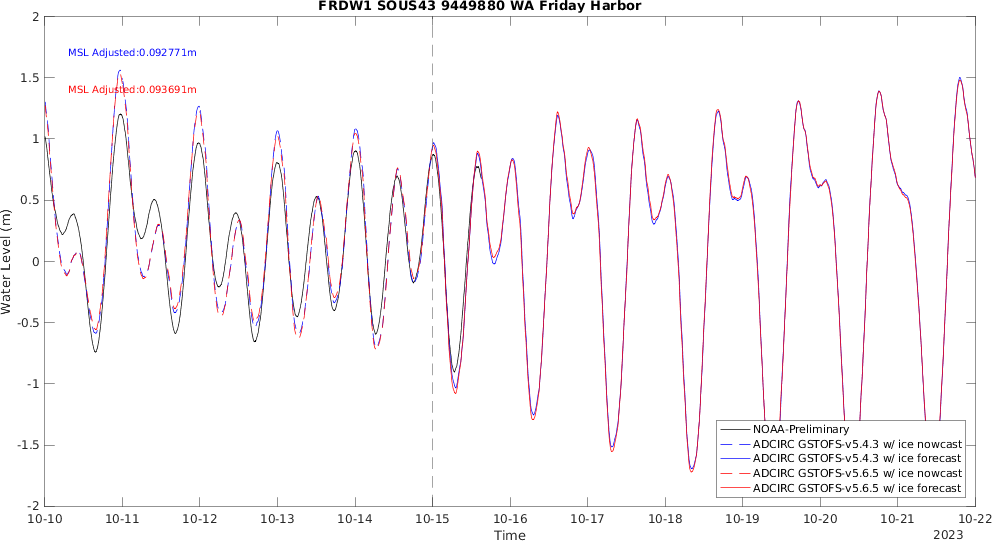 FRDW1 SOUS43 9449880 WA Friday Harbor
2
1.5
1
0.5
0
-0.5
-1
-1.5
-2
Water Level (m)
MSL Adjusted:0.092771m
MSL Adjusted:0.093691m
NOAA-Preliminary
ADCIRC GSTOFS-v5.4.3 w/ ice nowcast
ADCIRC GSTOFS-v5.4.3 w/ ice forecast
ADCIRC GSTOFS-v5.6.5 w/ ice nowcast
ADCIRC GSTOFS-v5.6.5 w/ ice forecast
10-10 10-11 10-12 10-13 10-14 10-15 10-16 10-17 10-18 10-19 10-20 10-21 10-22
Time
2023